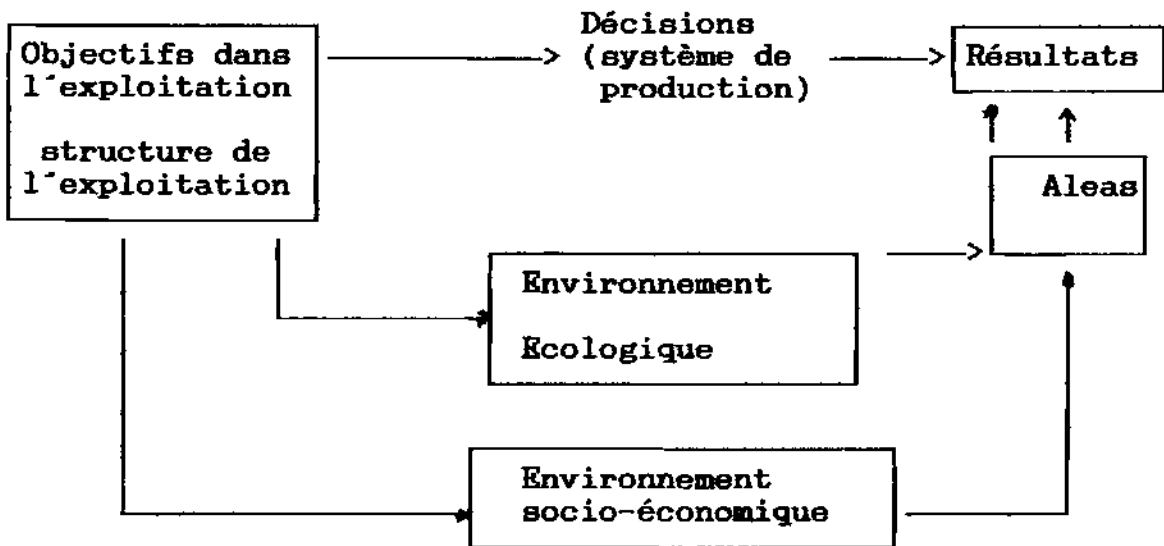 Objectifs dans
l´exploitation
structure de
l´exploitation
Décisions
(système de
production)
Résultats
Aleas
Environnement
Ecologique
Environnement
socio-économique